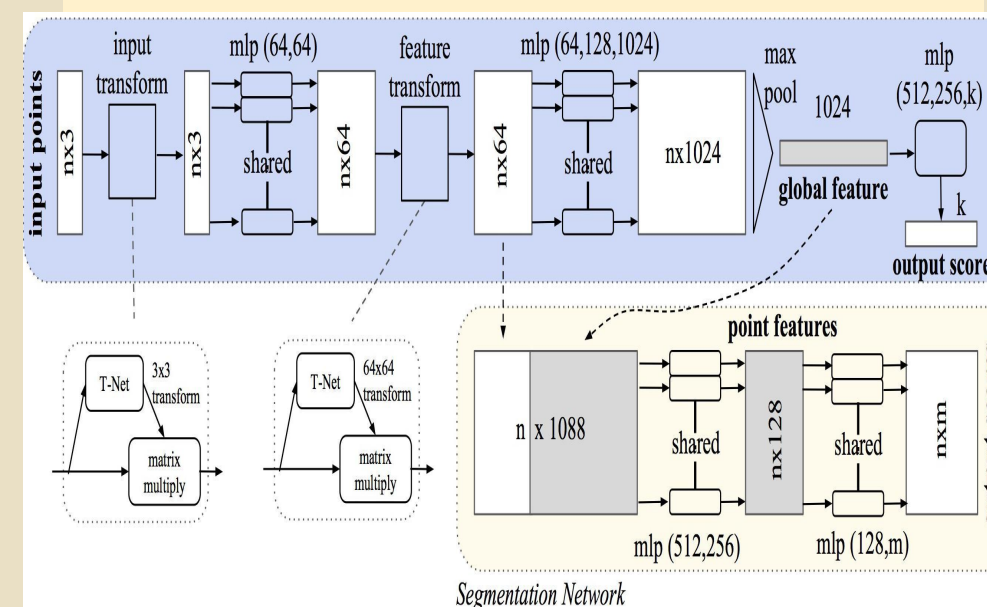 input points
nx3
input
transform
nx3
mlp (64,64)
shared
nx64
feature
transform
nx64
mlp (64,128,1024)
shared
nx1024
max
pool
1024
global feature
mlp
(512,256,k)
k
output score
T-Net
3x3
transform
matrix
multiply
T-Net
64x64
transform
matrix
multiply
point features
n x 1088
shared
mlp (512,256)
nx128
shared
mlp (128,m)
nxm
Segmentation Network